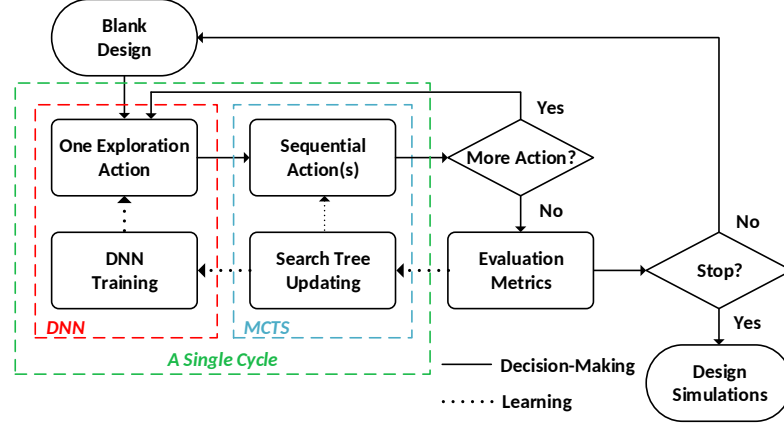 Blank
Design
Yes
One Exploration
Action
Sequential
Action(s)
More Action?
No
No
DNN
Training
Search Tree
Updating
Evaluation
Metrics
Stop?
DNN
MCTS
Yes
A Single Cycle
Decision-Making
Learning
Design
Simulations